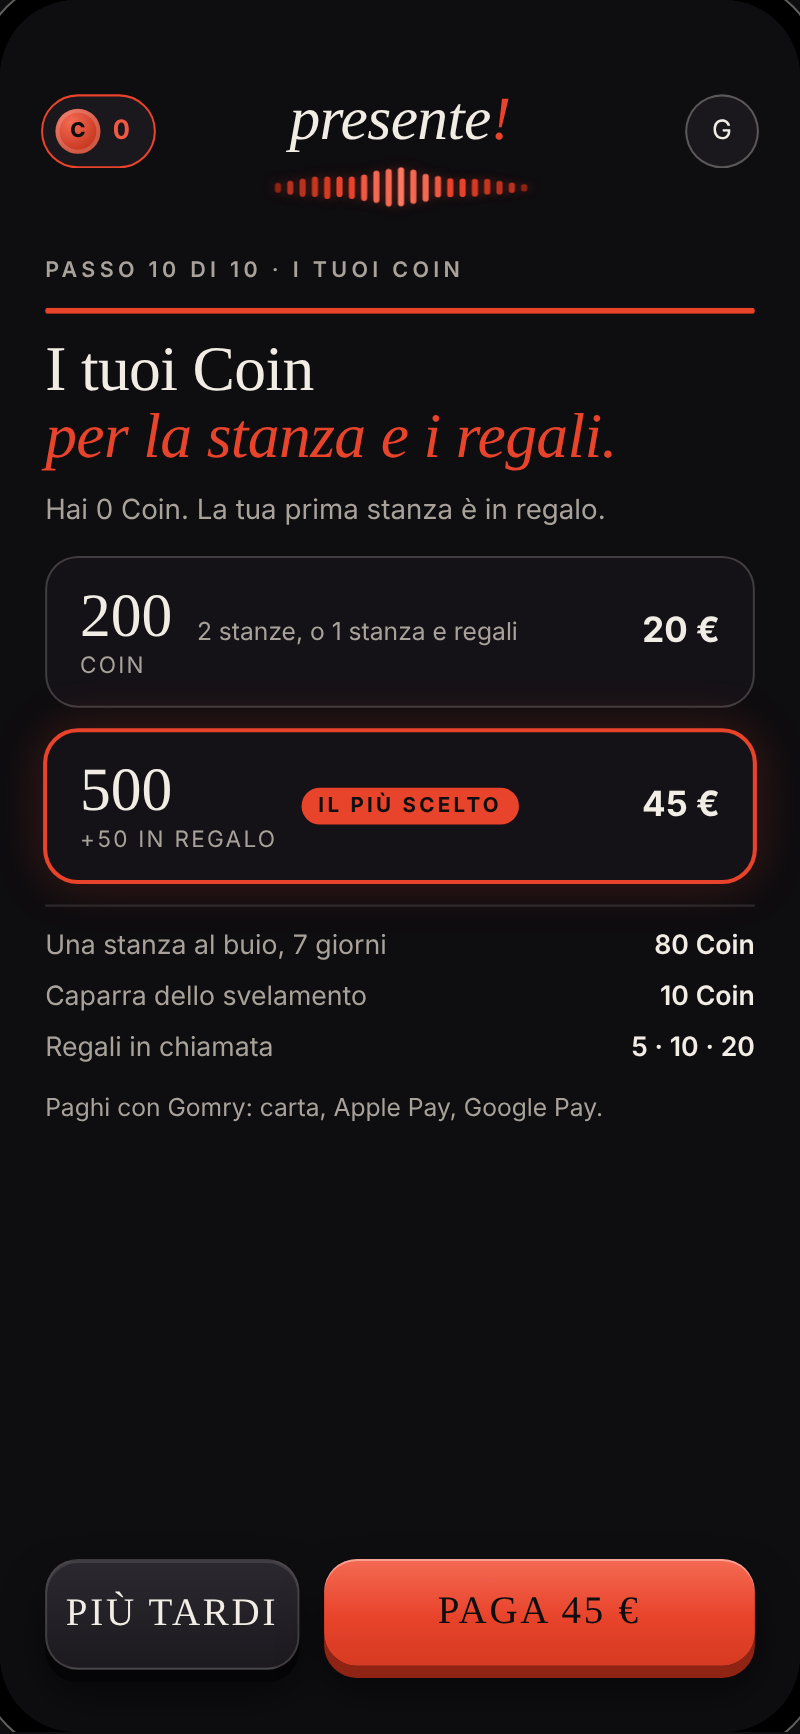 C 0
presente!
G
PASSO 10 DI 10 · I TUOI COIN
I tuoi Coin
per la stanza e i regali.
Hai 0 Coin. La tua prima stanza è in regalo.
200
COIN
2 stanze, o 1 stanza e regali
20 €
500
+50 IN REGALO
IL PIÙ SCELTO
45 €
Una stanza al buio, 7 giorni 80 Coin
Caparra dello svelamento 10 Coin
Regali in chiamata 5 · 10 · 20
Paghi con Gomry: carta, Apple Pay, Google Pay.
PIÙ TARDI
PAGA 45 €